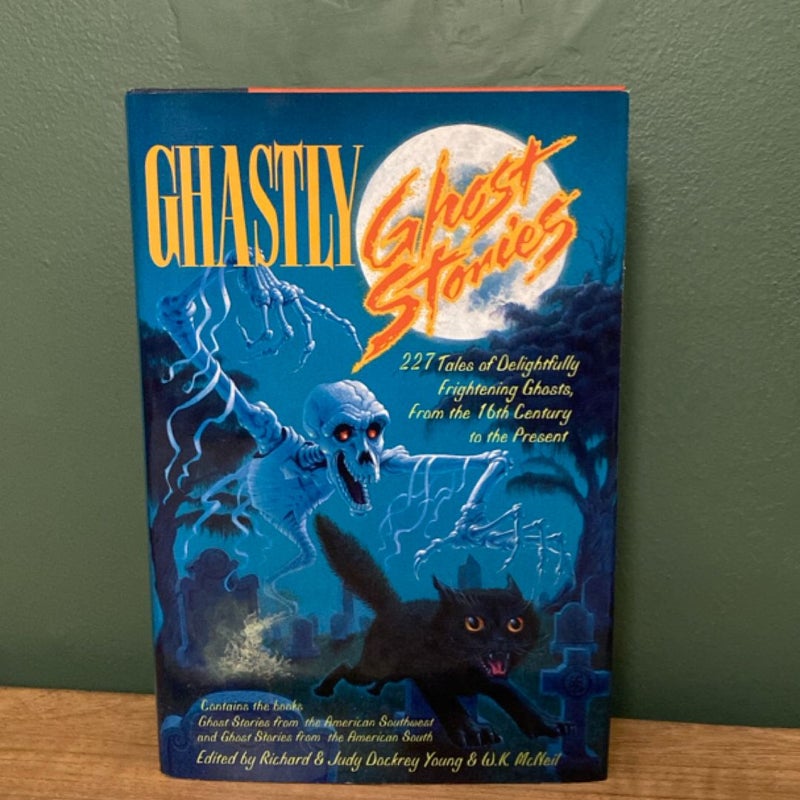 GHASTLY
Ghost
Stories
227 Tales of Delightfully
Frightening Ghosts,
From the 16th Century
to the Present
Contains the books
Ghost Stories from the American Southwest
and Ghost Stories from the American South
Edited by Richard & Judy Dockrey Young & W.K. McNeil